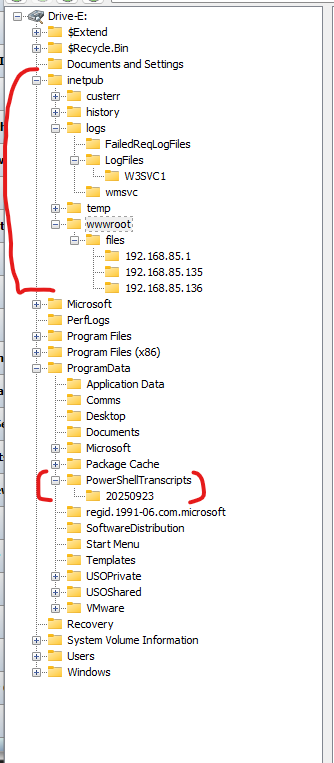 Drive-E:
$Extend
$Recycle.Bin
Documents and Settings
inetpub
custerr
history
logs
FailedReqLogFiles
LogFiles
W3SVC1
wmsvc
temp
wwwroot
files
192.168.85.1
192.168.85.135
192.168.85.136
Microsoft
PerfLogs
Program Files
Program Files (x86)
ProgramData
Application Data
Comms
Desktop
Documents
Microsoft
Package Cache
PowerShellTranscripts
20250923
regid.1991-06.com.microsoft
SoftwareDistribution
Start Menu
Templates
USOPrivate
USOShared
VMware
Recovery
System Volume Information
Users
Windows